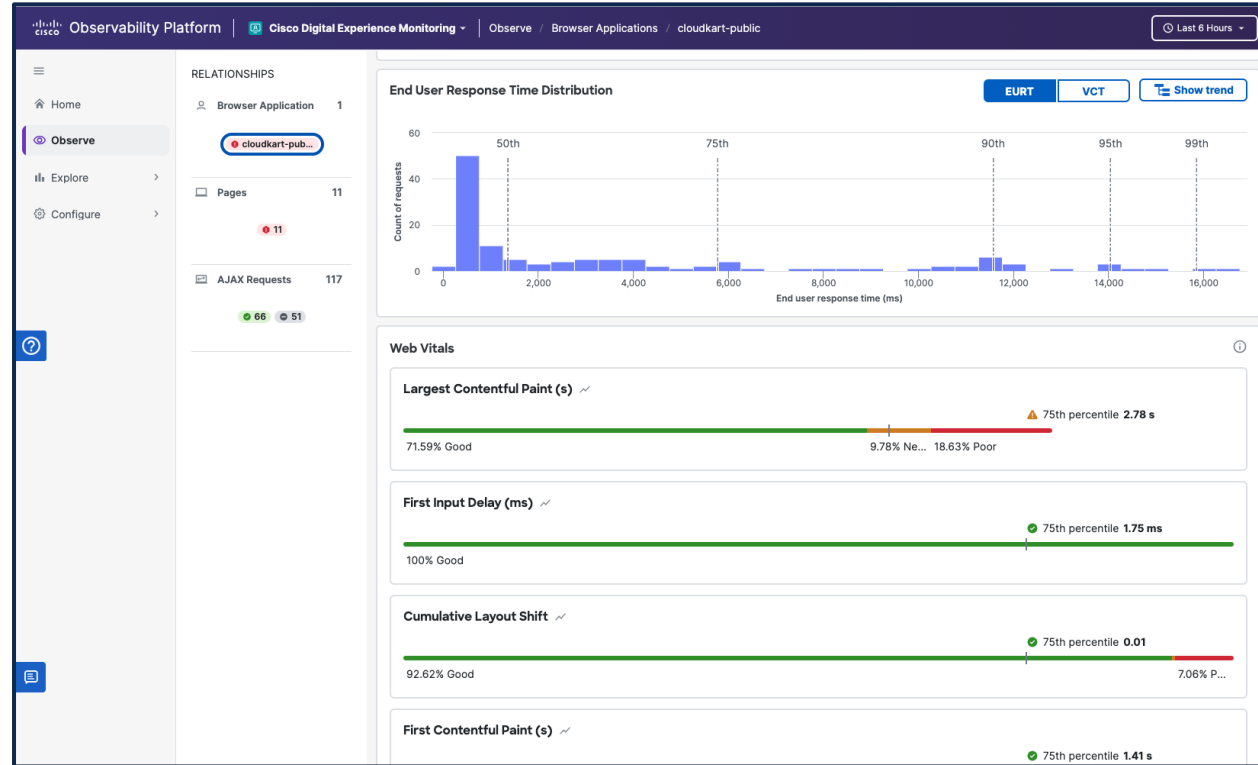 cisco Observability Platform
Cisco Digital Experience Monitoring
Observe / Browser Applications / cloudkart-public
Last 6 Hours
Home
Observe
Explore
Configure
RELATIONSHIPS
Browser Application 1
cloudkart-pub...
Pages 11
11
AJAX Requests 117
66 51
End User Response Time Distribution
EURT VCT Show trend
Count of requests
60
40
20
0
50th 75th 90th 95th 99th
0 2,000 4,000 6,000 8,000 10,000 12,000 14,000 16,000
End user response time (ms)
Web Vitals
Largest Contentful Paint (s)
75th percentile 2.78 s
71.59% Good 9.78% Ne... 18.63% Poor
First Input Delay (ms)
75th percentile 1.75 ms
100% Good
Cumulative Layout Shift
75th percentile 0.01
92.62% Good 7.06% P...
First Contentful Paint (s)
75th percentile 1.41 s